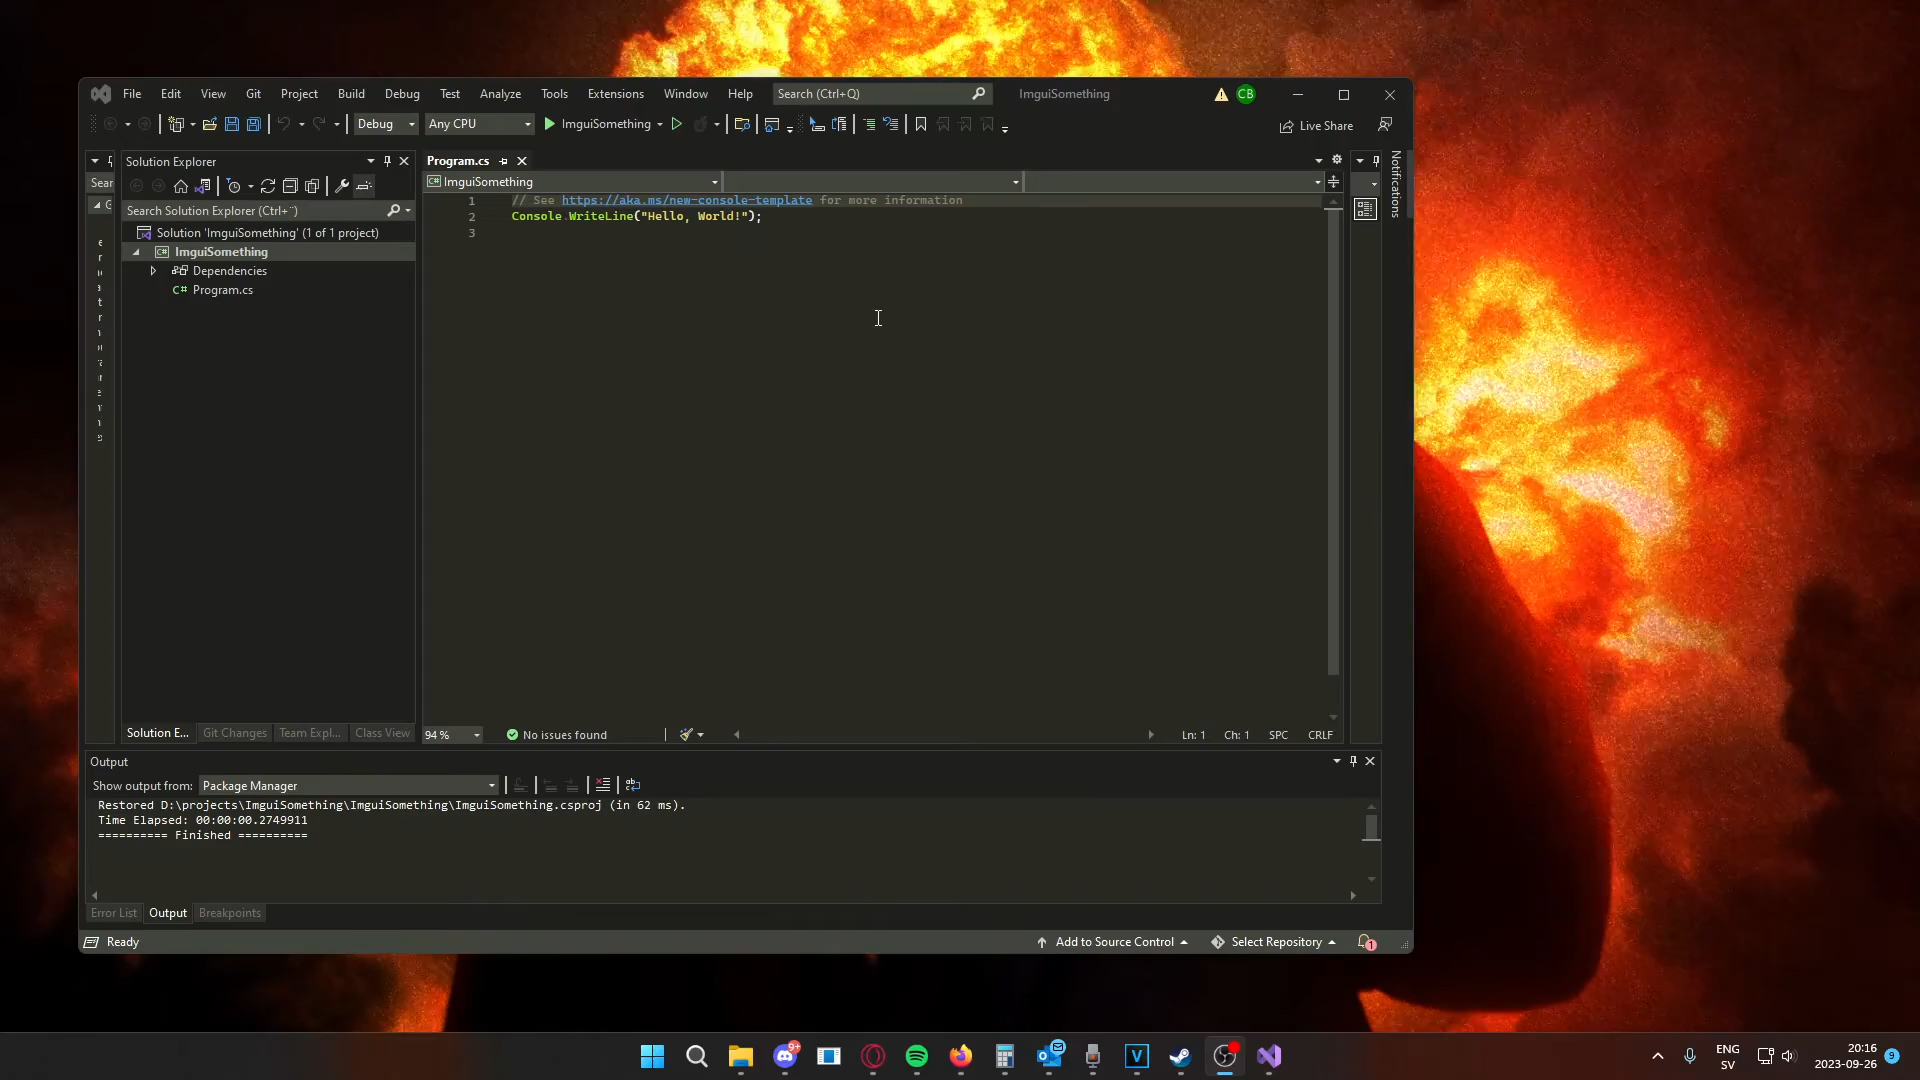 File Edit View Git Project Build Debug Test Analyze Tools Extensions Window Help Search (Ctrl+Q) ImguiSomething CB
Debug Any CPU ImguiSomething Live Share
Solution Explorer
Program.cs
Notifications
Sear
ImguiSomething
Search Solution Explorer (Ctrl+¨)
Solution 'ImguiSomething' (1 of 1 project)
ImguiSomething
Dependencies
Program.cs
1 // See https://aka.ms/new-console-template for more information
2 Console.WriteLine("Hello, World!");
3
Solution E... Git Changes Team Expl... Class View
94 % No issues found Ln: 1 Ch: 1 SPC CRLF
Output
Show output from: Package Manager
Restored D:\projects\ImguiSomething\ImguiSomething\ImguiSomething.csproj (in 62 ms).
Time Elapsed: 00:00:00.2749911
========== Finished ==========
Error List Output Breakpoints
Ready Add to Source Control Select Repository 1
9+
V
ENG
SV
20:16
2023-09-26
9